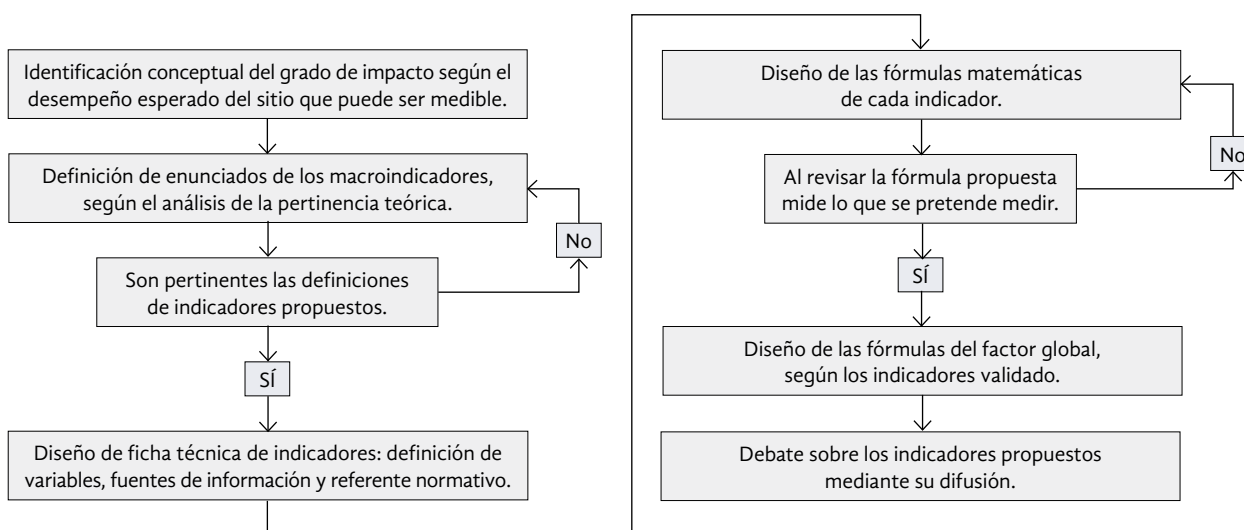 Identificación conceptual del grado de impacto según el
desempeño esperado del sitio que puede ser medible.
Definición de enunciados de los macroindicadores,
según el análisis de la pertinencia teórica.
No
Son pertinentes las definiciones
de indicadores propuestos.
SÍ
Diseño de ficha técnica de indicadores: definición de
variables, fuentes de información y referente normativo.
Diseño de las fórmulas matemáticas
de cada indicador.
No
Al revisar la fórmula propuesta
mide lo que se pretende medir.
SÍ
Diseño de las fórmulas del factor global,
según los indicadores validado.
Debate sobre los indicadores propuestos
mediante su difusión.